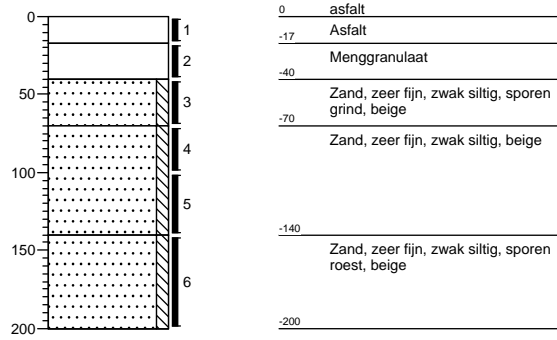 0
50
100
150
200
1
2
3
4
5
6
0 asfalt
-17 Asfalt
Menggranulaat
-40
Zand, zeer fijn, zwak siltig, sporen
grind, beige
-70
Zand, zeer fijn, zwak siltig, beige
-140
Zand, zeer fijn, zwak siltig, sporen
roest, beige
-200